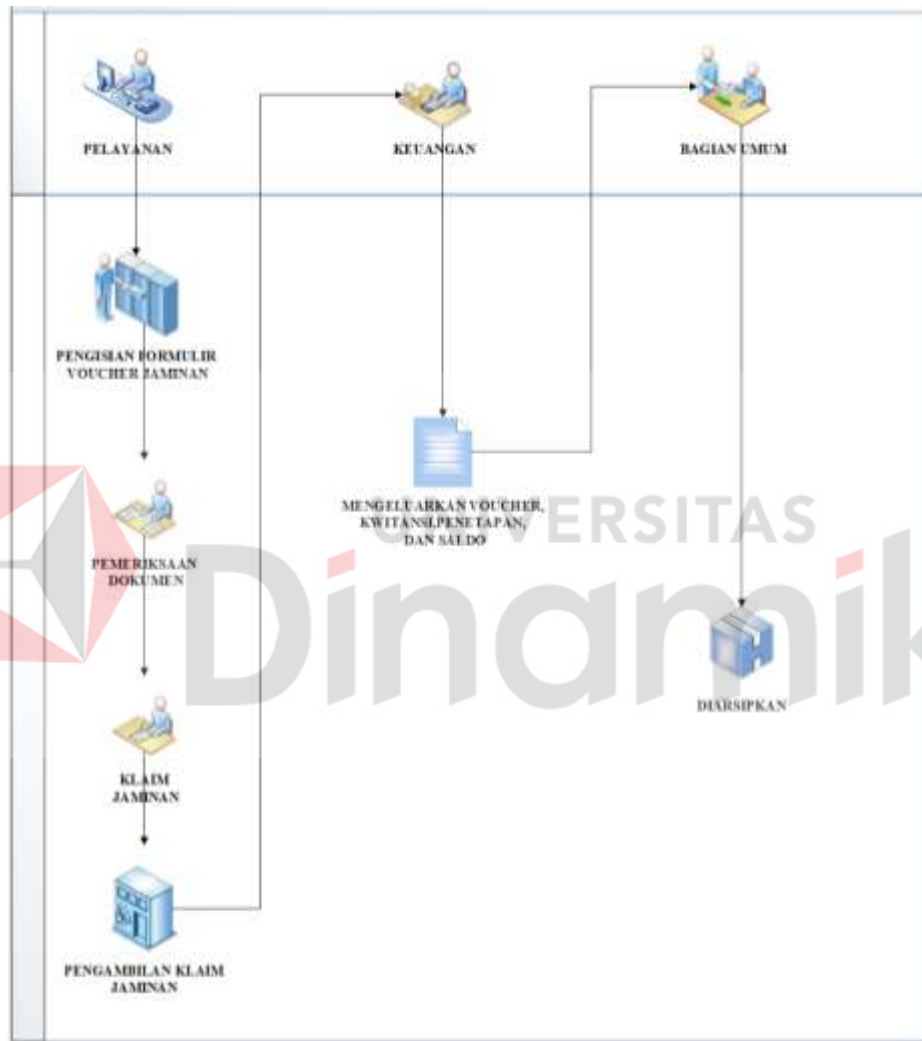 PELAYANAN
KEUANGAN
BAGIAN UMUM
PENGISIAN FORMULIR
VOUCHER JAMINAN
PEMERIKSAAN
DOKUMEN
KLAIM
JAMINAN
PENGAMBILAN KLAIM
JAMINAN
MENGELUARKAN VOUCHER,
KWITANSI,PENETAPAN,
DAN SALDO
DIARSIPKAN
UNIVERSITAS
Dinamik